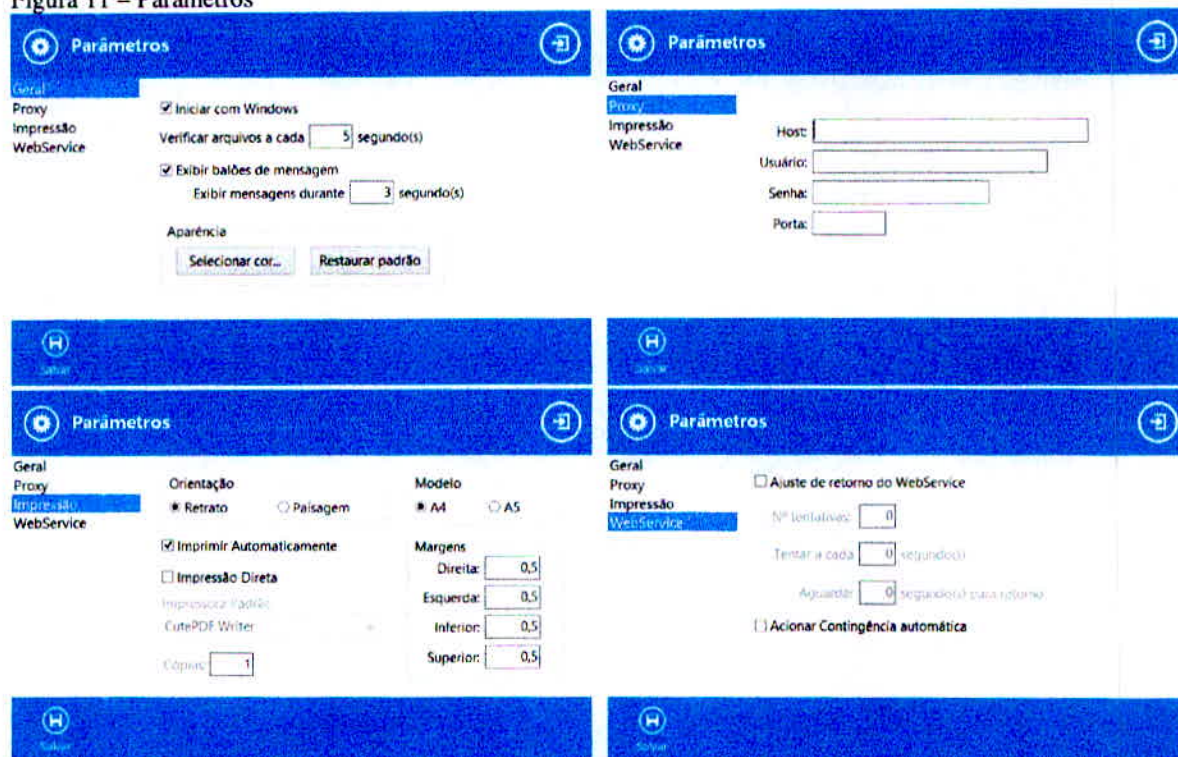 Figura 11 – Parâmetros
Parâmetros
Geral
Proxy
Impressão
WebService
Iniciar com Windows
Verificar arquivos a cada 5 segundo(s)
Exibir balões de mensagem
Exibir mensagens durante 3 segundo(s)
Aparência
Selecionar cor... Restaurar padrão
Salvar
Parâmetros
Geral
Proxy
Impressão
WebService
Host:
Usuário:
Senha:
Porta:
Salvar
Parâmetros
Geral
Proxy
Impressão
WebService
Orientação
Retrato Paisagem
Modelo
A4 A5
Imprimir Automaticamente
Impressão Direta
Impressora Padrão
CutePDF Writer
Cópias: 1
Margens
Direita: 0,5
Esquerda: 0,5
Inferior: 0,5
Superior: 0,5
Salvar
Parâmetros
Geral
Proxy
Impressão
WebService
Ajuste de retorno do WebService
Nº tentativas: 0
Tentar a cada 0 segundo(s)
Aguardar 0 segundo(s) para retorno
Acionar Contingência automática
Salvar